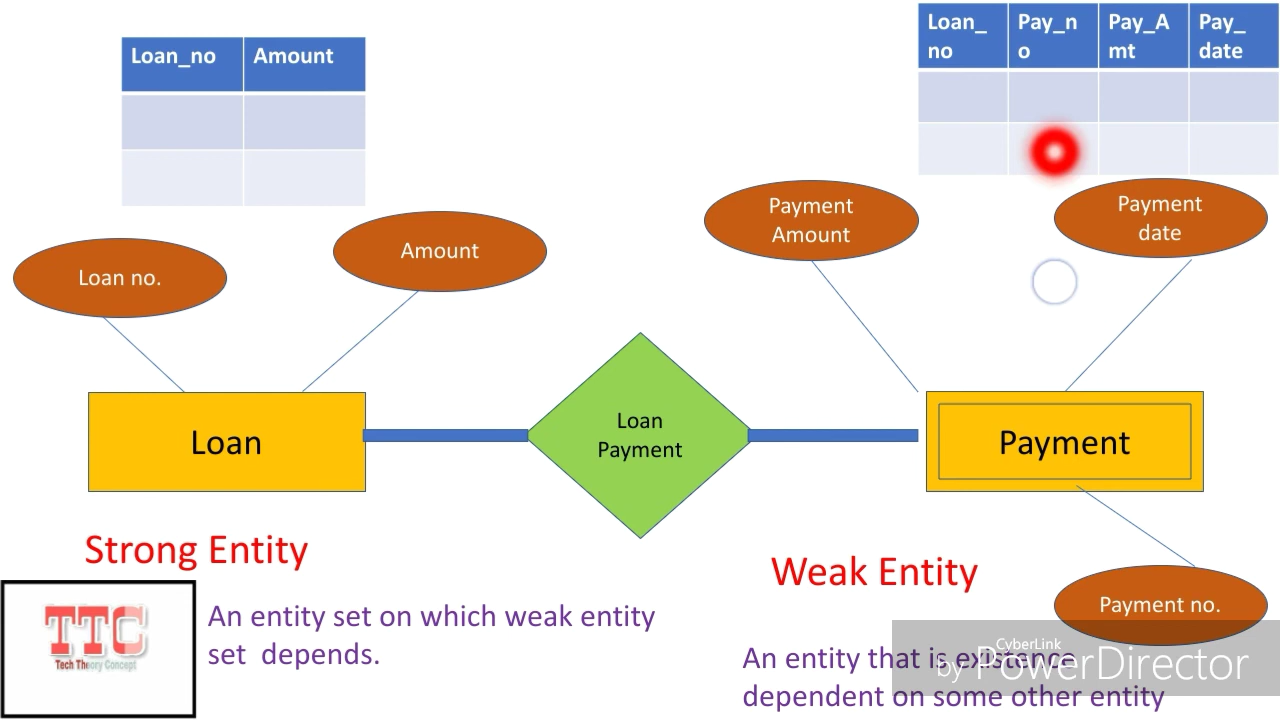 Loan_no Amount
Loan_ Pay_n Pay_A Pay_
no o mt date
Loan no.
Amount
Payment
Amount
Payment
date
Loan
Loan
Payment
Payment
Strong Entity
An entity set on which weak entity
set depends.
Weak Entity
Payment no.
An entity that is existence
dependent on some other entity
TTC
Tech Theory Concept
CyberLink
by PowerDirector